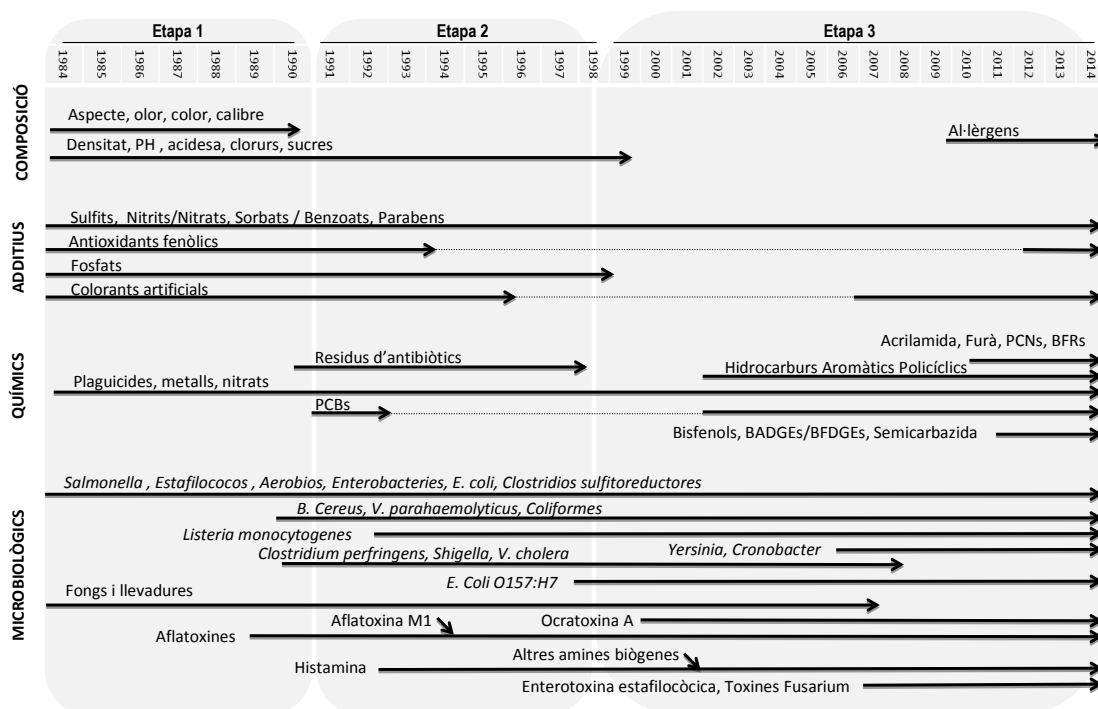 Etapa 1 Etapa 2 Etapa 3
1984 1985 1986 1987 1988 1989 1990 1991 1992 1993 1994 1995 1996 1997 1998 1999 2000 2001 2002 2003 2004 2005 2006 2007 2008 2009 2010 2011 2012 2013 2014
COMPOSICIÓ
Aspecte, olor, color, calibre
Al·lèrgens
Densitat, PH , acidesa, clorurs, sucres
ADDITIUS
Sulfits, Nitrits/Nitrats, Sorbats / Benzoats, Parabens
Antioxidants fenòlics
Fosfats
Colorants artificials
QUÍMICS
Acrilamida, Furà, PCNs, BFRs
Residus d'antibiòtics
Hidrocarburs Aromàtics Policíclics
Plaguicides, metalls, nitrats
PCBs
Bisfenols, BADGEs/BFDGEs, Semicarbazida
MICROBIOLÒGICS
Salmonella , Estafilococos , Aerobios, Enterobacteries, E. coli, Clostridios sulfitoreductores
B. Cereus, V. parahaemolyticus, Coliformes
Listeria monocytogenes
Yersinia, Cronobacter
Clostridium perfringens, Shigella, V. cholera
E. Coli O157:H7
Fongs i llevadures
Aflatoxina M1
Ocratoxina A
Aflatoxines
Altres amines biògenes
Histamina
Enterotoxina estafilocòcica, Toxines Fusarium